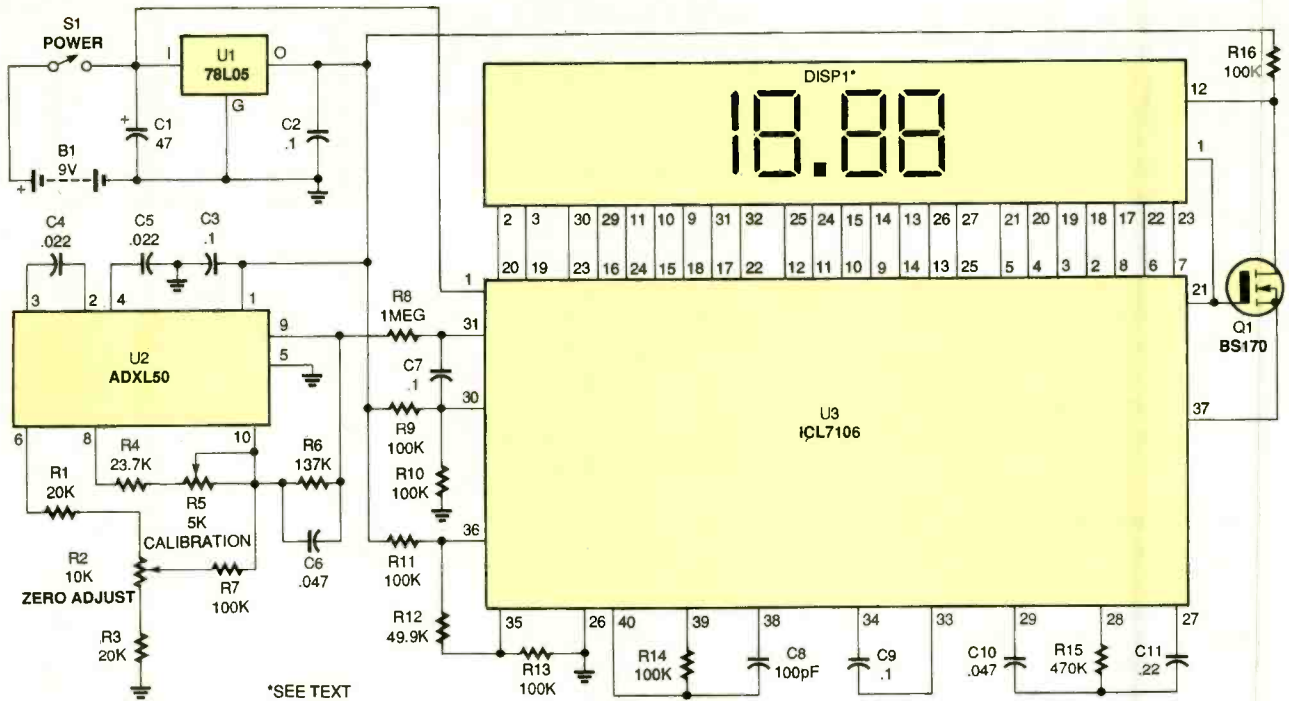 S1
POWER
I
U1
78L05
O
G
+
C1
47
C2
.1
B1
9V
+
R16
100K
DISP1*
18.88
12
1
2 3 30 29 11 10 9 31 32 25 24 15 14 13 26 27 21 20 19 18 17 22 23
20 19 23 16 24 15 18 17 22 12 11 10 9 14 13 25 5 4 3 2 8 6 7
C4
.022
C5
.022
C3
.1
3 2 4 1
U2
ADXL50
9
5
6 8 10
R8
1MEG
C7
.1
R9
100K
R10
100K
R11
100K
R12
49.9K
R13
100K
1
31
30
36
U3
ICL7106
21
37
Q1
BS170
R1
20K
R4
23.7K
R5
5K
CALIBRATION
R6
137K
C6
.047
R2
10K
ZERO ADJUST
R7
100K
R3
20K
35 26 40 39 38 34 33 29 28 27
R14
100K
C8
100pF
C9
.1
C10
.047
R15
470K
C11
.22
*SEE TEXT